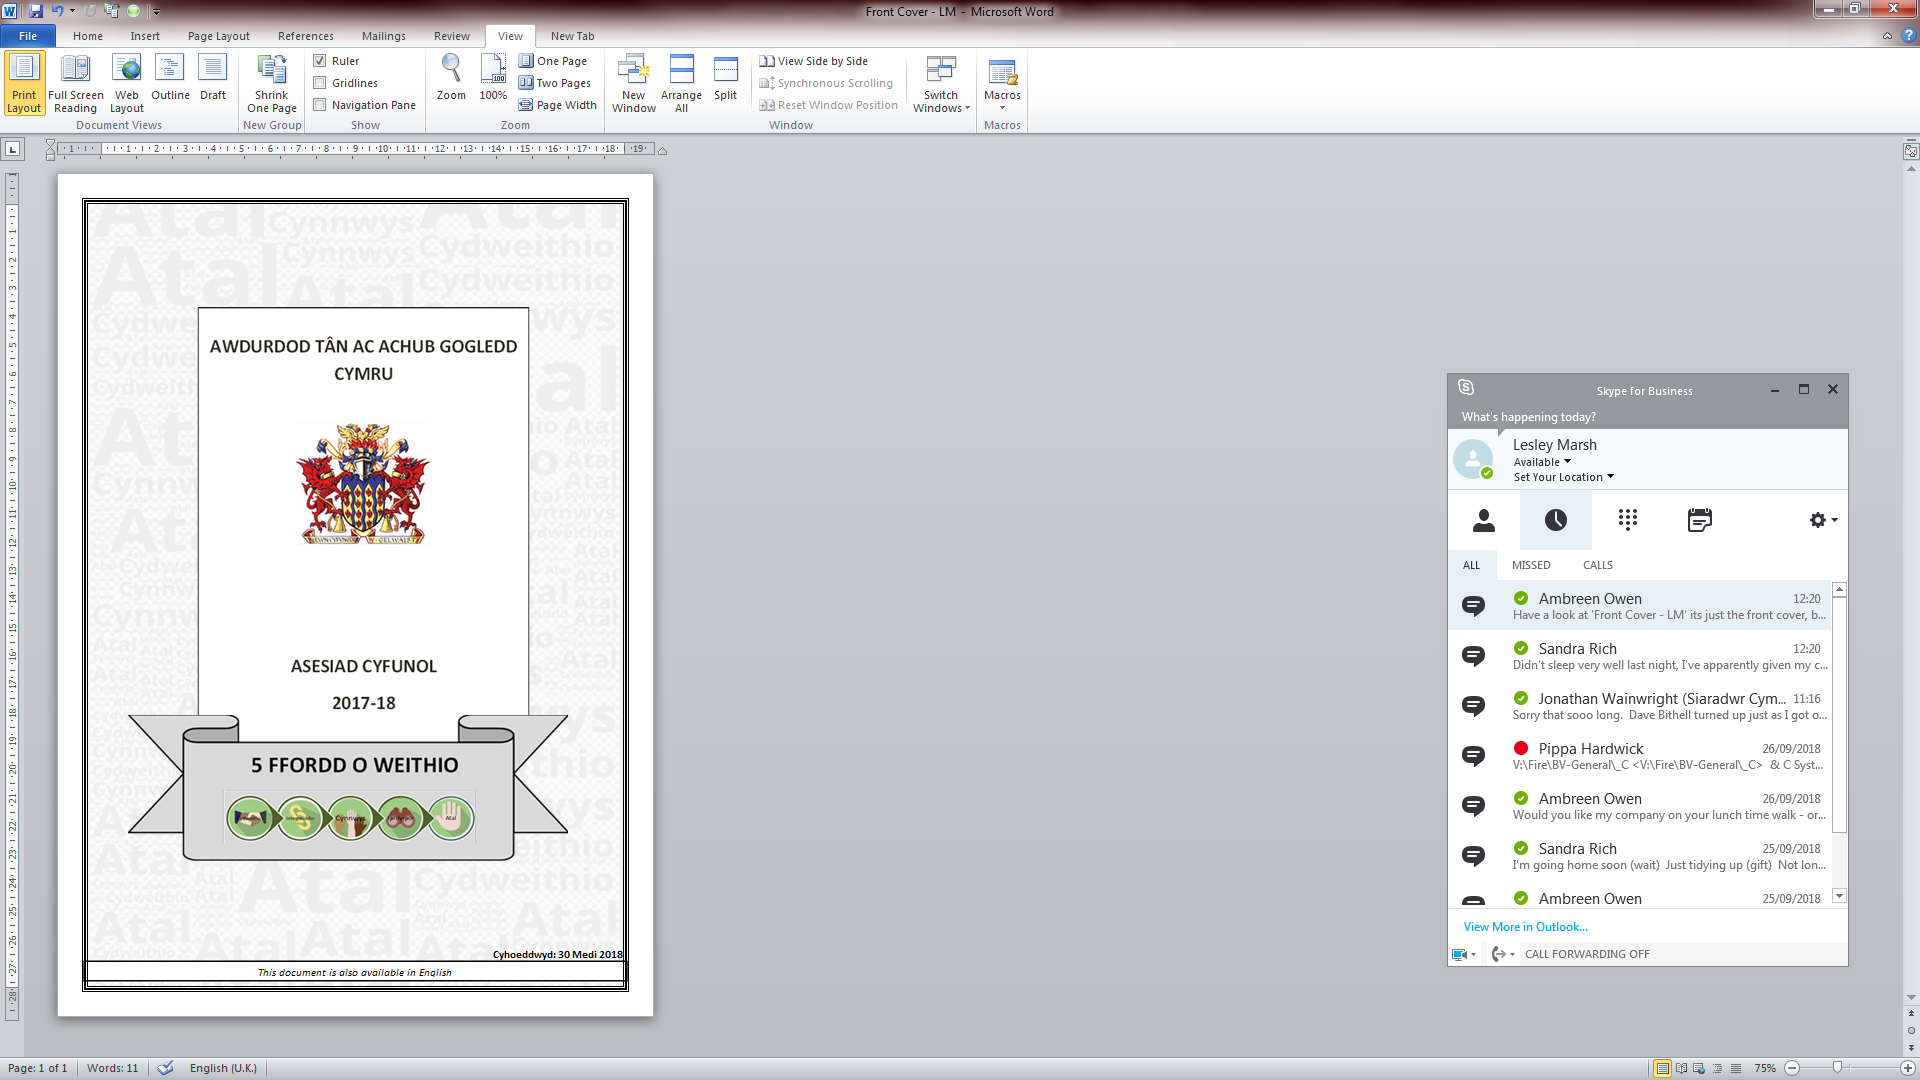 Front Cover - LM - Microsoft Word
File Home Insert Page Layout References Mailings Review View New Tab
Print Layout
Full Screen Reading
Web Layout
Outline
Draft
Document Views
Shrink One Page
New Group
Ruler
Gridlines
Navigation Pane
Show
Zoom
100%
One Page
Two Pages
Page Width
Zoom
New Window
Arrange All
Split
View Side by Side
Synchronous Scrolling
Reset Window Position
Window
Switch Windows
Macros
Macros
AWDURDOD TÂN AC ACHUB GOGLEDD
CYMRU
ASESIAD CYFUNOL
2017-18
5 FFORDD O WEITHIO
Cynnwys
Atal
Cyhoeddwyd: 30 Medi 2018
This document is also available in English
Skype for Business
What's happening today?
Lesley Marsh
Available
Set Your Location
ALL MISSED CALLS
Ambreen Owen 12:20
Have a look at 'Front Cover - LM' its just the front cover, b...
Sandra Rich 12:20
Didn't sleep very well last night, I've apparently given my c...
Jonathan Wainwright (Siaradwr Cym... 11:16
Sorry that sooo long. Dave Bithell turned up just as I got o...
Pippa Hardwick 26/09/2018
V:\Fire\BV-General\_C <V:\Fire\BV-General\_C> & C Syst...
Ambreen Owen 26/09/2018
Would you like my company on your lunch time walk - or...
Sandra Rich 25/09/2018
I'm going home soon (wait) Just tidying up (gift) Not lon...
Ambreen Owen 25/09/2018
View More in Outlook...
CALL FORWARDING OFF
Page: 1 of 1 Words: 11 English (U.K.) 75%